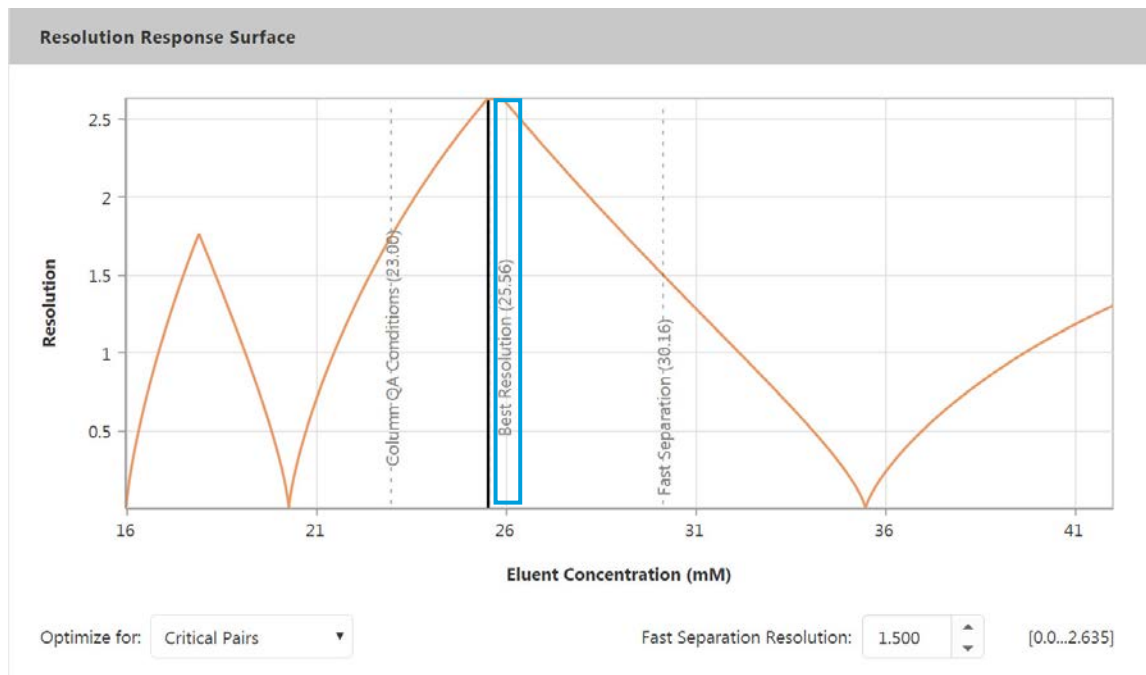 Resolution Response Surface
2.5
2
1.5
1
0.5
Resolution
Column QA Conditions (23.00)
Best Resolution (25.56)
Fast Separation (30.16)
16 21 26 31 36 41
Eluent Concentration (mM)
Optimize for: Critical Pairs Fast Separation Resolution: 1.500 [0.0...2.635]